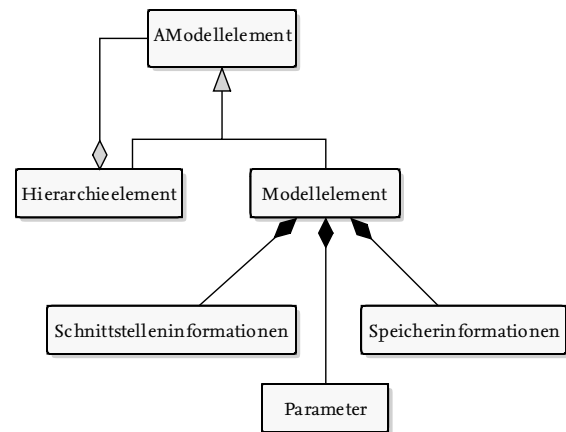 AModellelement
Hierarchieelement
Modellelement
Schnittstelleninformationen
Speicherinformationen
Parameter